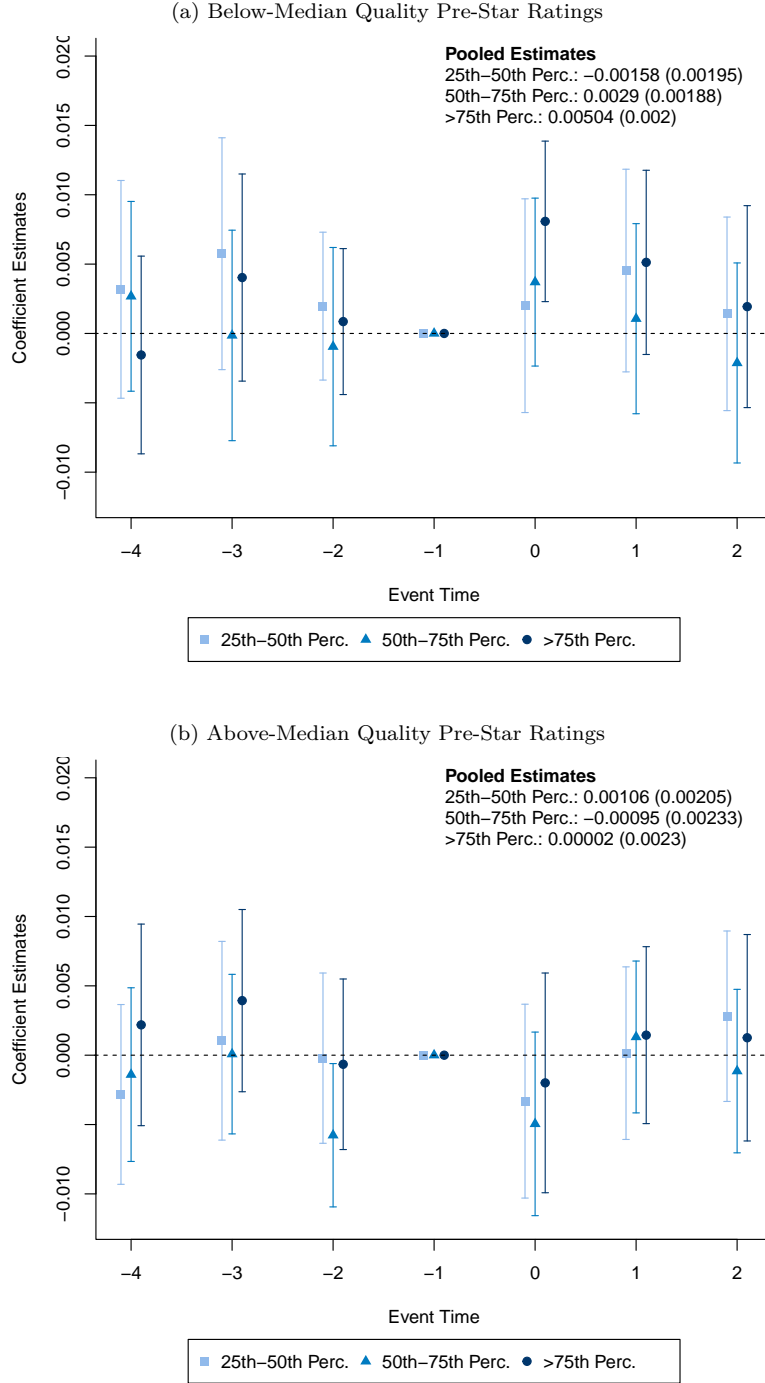 (a) Below-Median Quality Pre-Star Ratings
Pooled Estimates
25th−50th Perc.: −0.00158 (0.00195)
50th−75th Perc.: 0.0029 (0.00188)
>75th Perc.: 0.00504 (0.002)
Coefficient Estimates
0.020
0.015
0.010
0.005
0.000
−0.010
−4 −3 −2 −1 0 1 2
Event Time
25th−50th Perc. 50th−75th Perc. >75th Perc.
(b) Above-Median Quality Pre-Star Ratings
Pooled Estimates
25th−50th Perc.: 0.00106 (0.00205)
50th−75th Perc.: −0.00095 (0.00233)
>75th Perc.: 0.00002 (0.0023)
Coefficient Estimates
0.020
0.015
0.010
0.005
0.000
−0.010
−4 −3 −2 −1 0 1 2
Event Time
25th−50th Perc. 50th−75th Perc. >75th Perc.